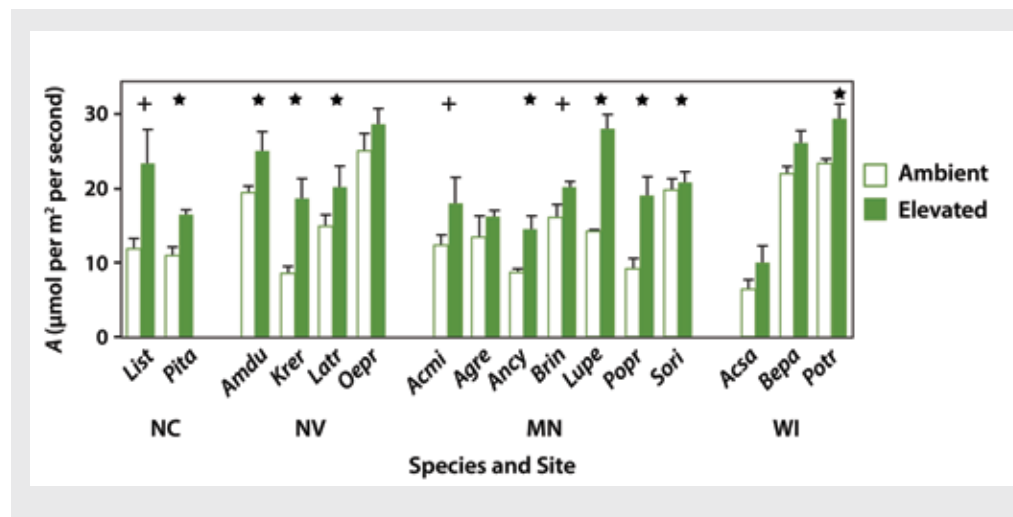 A (µmol per m² per second)
30
20
10
0
+ ★ ★ ★ ★ + ★ + ★ ★ ★ ★
Ambient
Elevated
List Pita Amdu Krer Latr Oepr Acmi Agre Ancy Brin Lupe Popr Sori Acsa Bepa Potr
NC NV MN WI
Species and Site